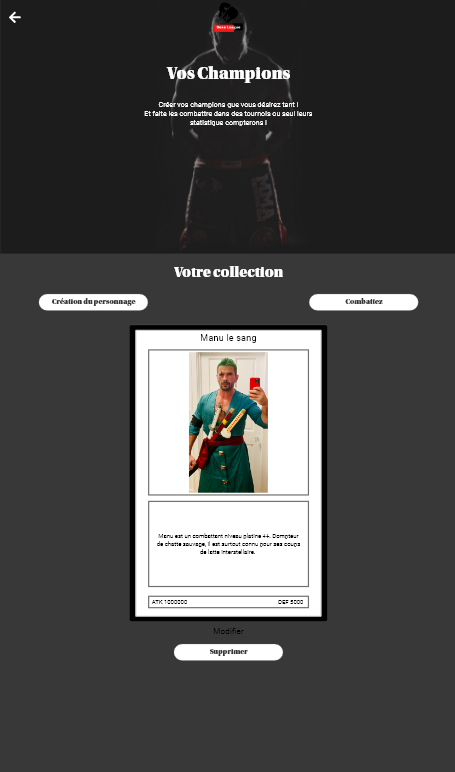 Vos Champions
Créer vos champions que vous désirez tant !
Et faite les combattre dans des tournois ou seul leurs
statistique compterons !
Votre collection
Création du personnage
Combattez
Manu le sang
Manu est un combattant niveau platine ++. Dompteur
de chatte sauvage, il est surtout connu pour ses coups
de latte interstellaire.
ATK 1000000
DEF 5000
Modifier
Supprimer